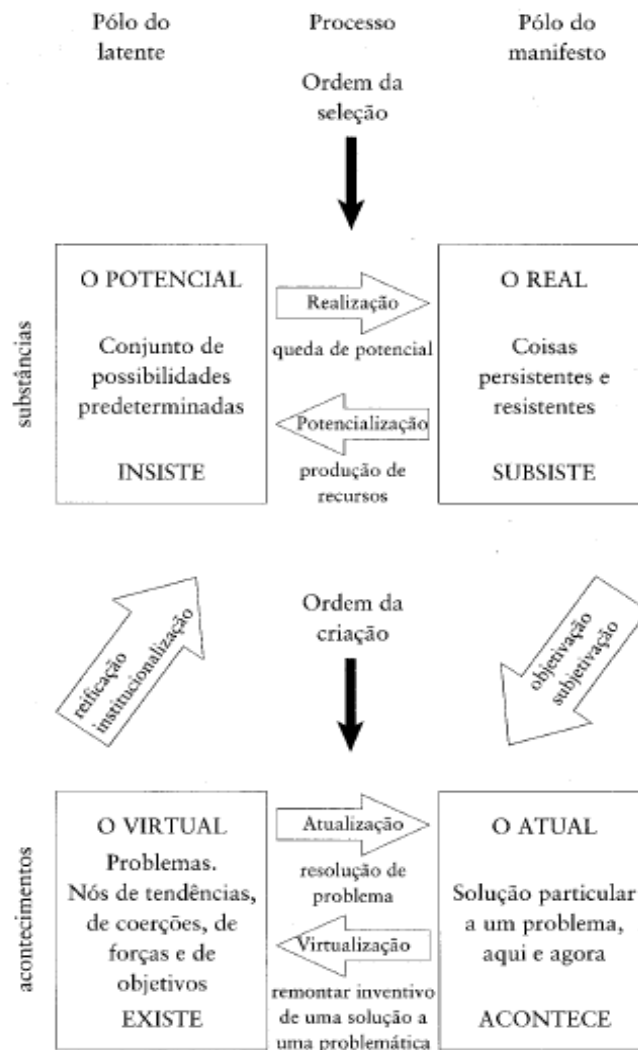 Pólo do
latente
Processo
Pólo do
manifesto
Ordem da
seleção
substâncias
O POTENCIAL
Conjunto de
possibilidades
predeterminadas
INSISTE
Realização
queda de potencial
Potencialização
produção de
recursos
O REAL
Coisas
persistentes e
resistentes
SUBSISTE
reificação
institucionalização
Ordem da
criação
objetivação
subjetivação
acontecimentos
O VIRTUAL
Problemas.
Nós de tendências,
de coerções, de
forças e de
objetivos
EXISTE
Atualização
resolução de
problema
Virtualização
remontar inventivo
de uma solução a
uma problemática
O ATUAL
Solução particular
a um problema,
aqui e agora
ACONTECE